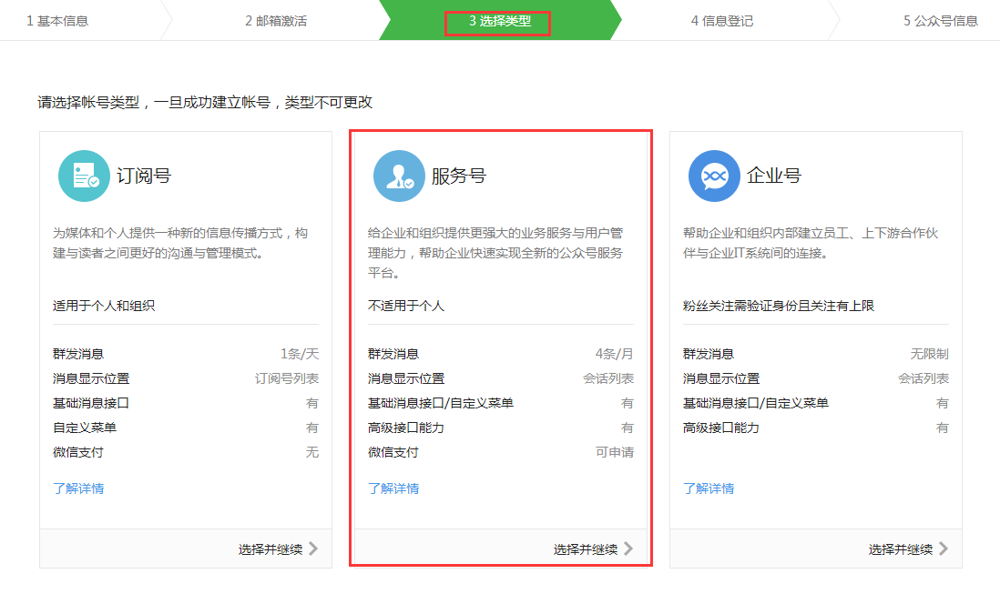 1 基本信息
2 邮箱激活
3 选择类型
4 信息登记
5 公众号信息
请选择帐号类型，一旦成功建立帐号，类型不可更改
订阅号
为媒体和个人提供一种新的信息传播方式，构
建与读者之间更好的沟通与管理模式。
适用于个人和组织
群发消息 1条/天
消息显示位置 订阅号列表
基础消息接口 有
自定义菜单 有
微信支付 无
了解详情
选择并继续
服务号
给企业和组织提供更强大的业务服务与用户管
理能力，帮助企业快速实现全新的公众号服务
平台。
不适用于个人
群发消息 4条/月
消息显示位置 会话列表
基础消息接口/自定义菜单 有
高级接口能力 有
微信支付 可申请
了解详情
选择并继续
企业号
帮助企业和组织内部建立员工、上下游合作伙
伴与企业IT系统间的连接。
粉丝关注需验证身份且关注有上限
群发消息 无限制
消息显示位置 会话列表
基础消息接口/自定义菜单 有
高级接口能力 有
了解详情
选择并继续